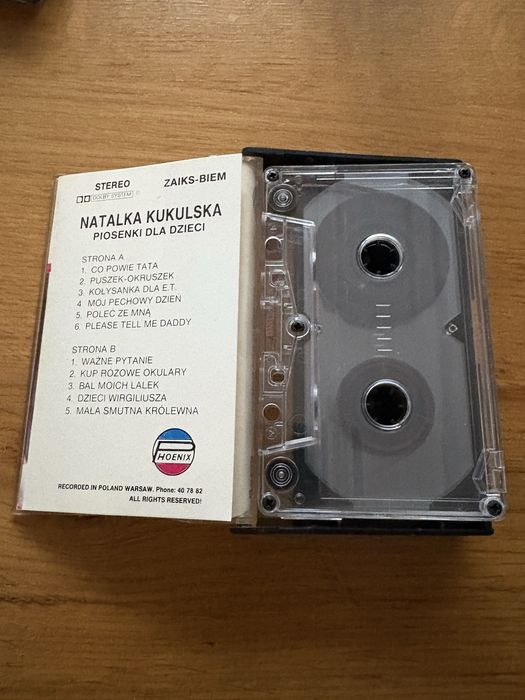 STEREO ZAIKS-BIEM
DOLBY SYSTEM
NATALKA KUKULSKA
PIOSENKI DLA DZIECI
STRONA A
1. CO POWIE TATA
2. PUSZEK-OKRUSZEK
3. KOŁYSANKA DLA E.T.
4. MÓJ PECHOWY DZIEŃ
5. POLEĆ ZE MNĄ
6. PLEASE TELL ME DADDY
STRONA B
1. WAŻNE PYTANIE
2. KUP RÓŻOWE OKULARY
3. BAL MOICH LALEK
4. DZIECI WIRGILIUSZA
5. MAŁA SMUTNA KRÓLEWNA
PHOENIX
RECORDED IN POLAND WARSAW. Phone: 40 78 82
ALL RIGHTS RESERVED!